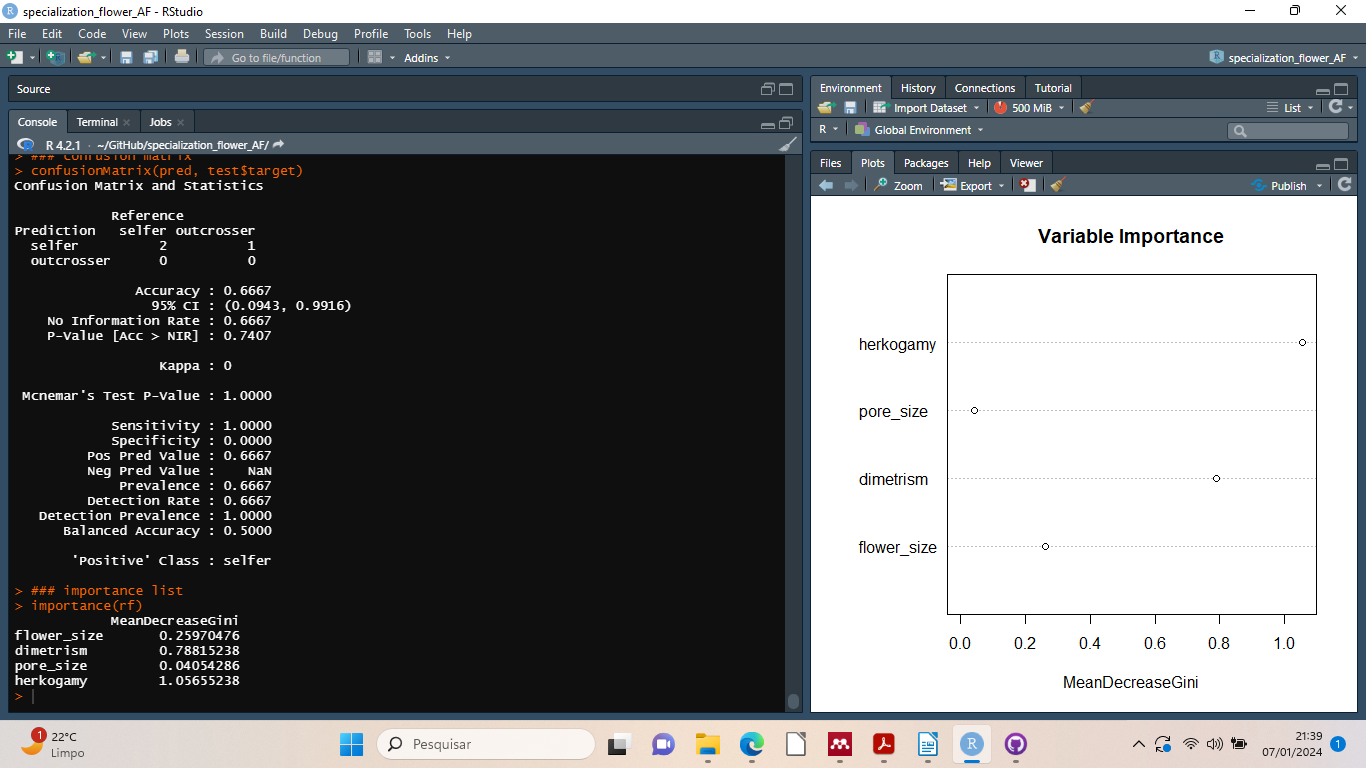 specialization_flower_AF - RStudio
File Edit Code View Plots Session Build Debug Profile Tools Help
Go to file/function Addins specialization_flower_AF
Source
Console Terminal Jobs
R 4.2.1 · ~/GitHub/specialization_flower_AF/
> ### confusion matrix
> confusionMatrix(pred, test$target)
Confusion Matrix and Statistics
Reference
Prediction selfer outcrosser
selfer 2 1
outcrosser 0 0
Accuracy : 0.6667
95% CI : (0.0943, 0.9916)
No Information Rate : 0.6667
P-Value [Acc > NIR] : 0.7407
Kappa : 0
Mcnemar's Test P-Value : 1.0000
Sensitivity : 1.0000
Specificity : 0.0000
Pos Pred Value : 0.6667
Neg Pred Value : NaN
Prevalence : 0.6667
Detection Rate : 0.6667
Detection Prevalence : 1.0000
Balanced Accuracy : 0.5000
'Positive' Class : selfer
> ### importance list
> importance(rf)
MeanDecreaseGini
flower_size 0.25970476
dimetrism 0.78815238
pore_size 0.04054286
herkogamy 1.05655238
>
Environment History Connections Tutorial
Import Dataset 500 MiB List
R Global Environment
Files Plots Packages Help Viewer
Zoom Export Publish
Variable Importance
herkogamy
pore_size
dimetrism
flower_size
0.0 0.2 0.4 0.6 0.8 1.0
MeanDecreaseGini
1 22°C
Limpo
Pesquisar
R
21:39
07/01/2024
1